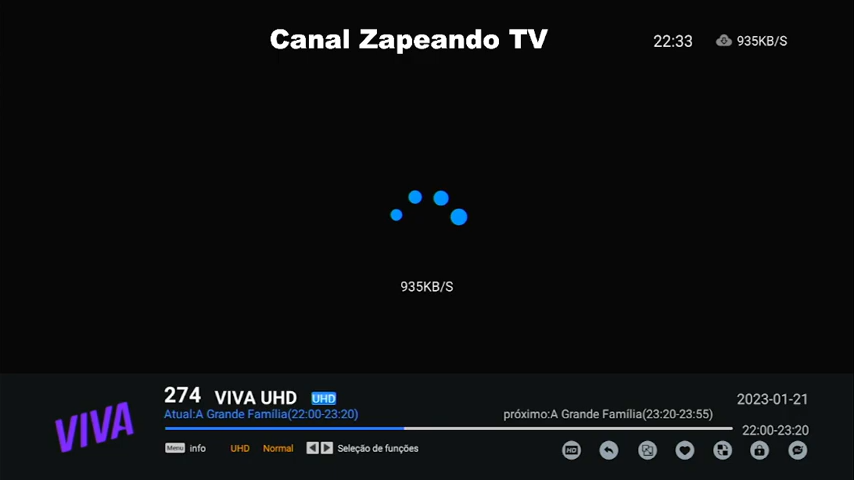 Canal Zapeando TV
22:33
935KB/S
935KB/S
VIVA
274 VIVA UHD UHD
2023-01-21
Atual:A Grande Família(22:00-23:20)
próximo:A Grande Família(23:20-23:55)
22:00-23:20
Menu info
UHD
Normal
Seleção de funções
HD